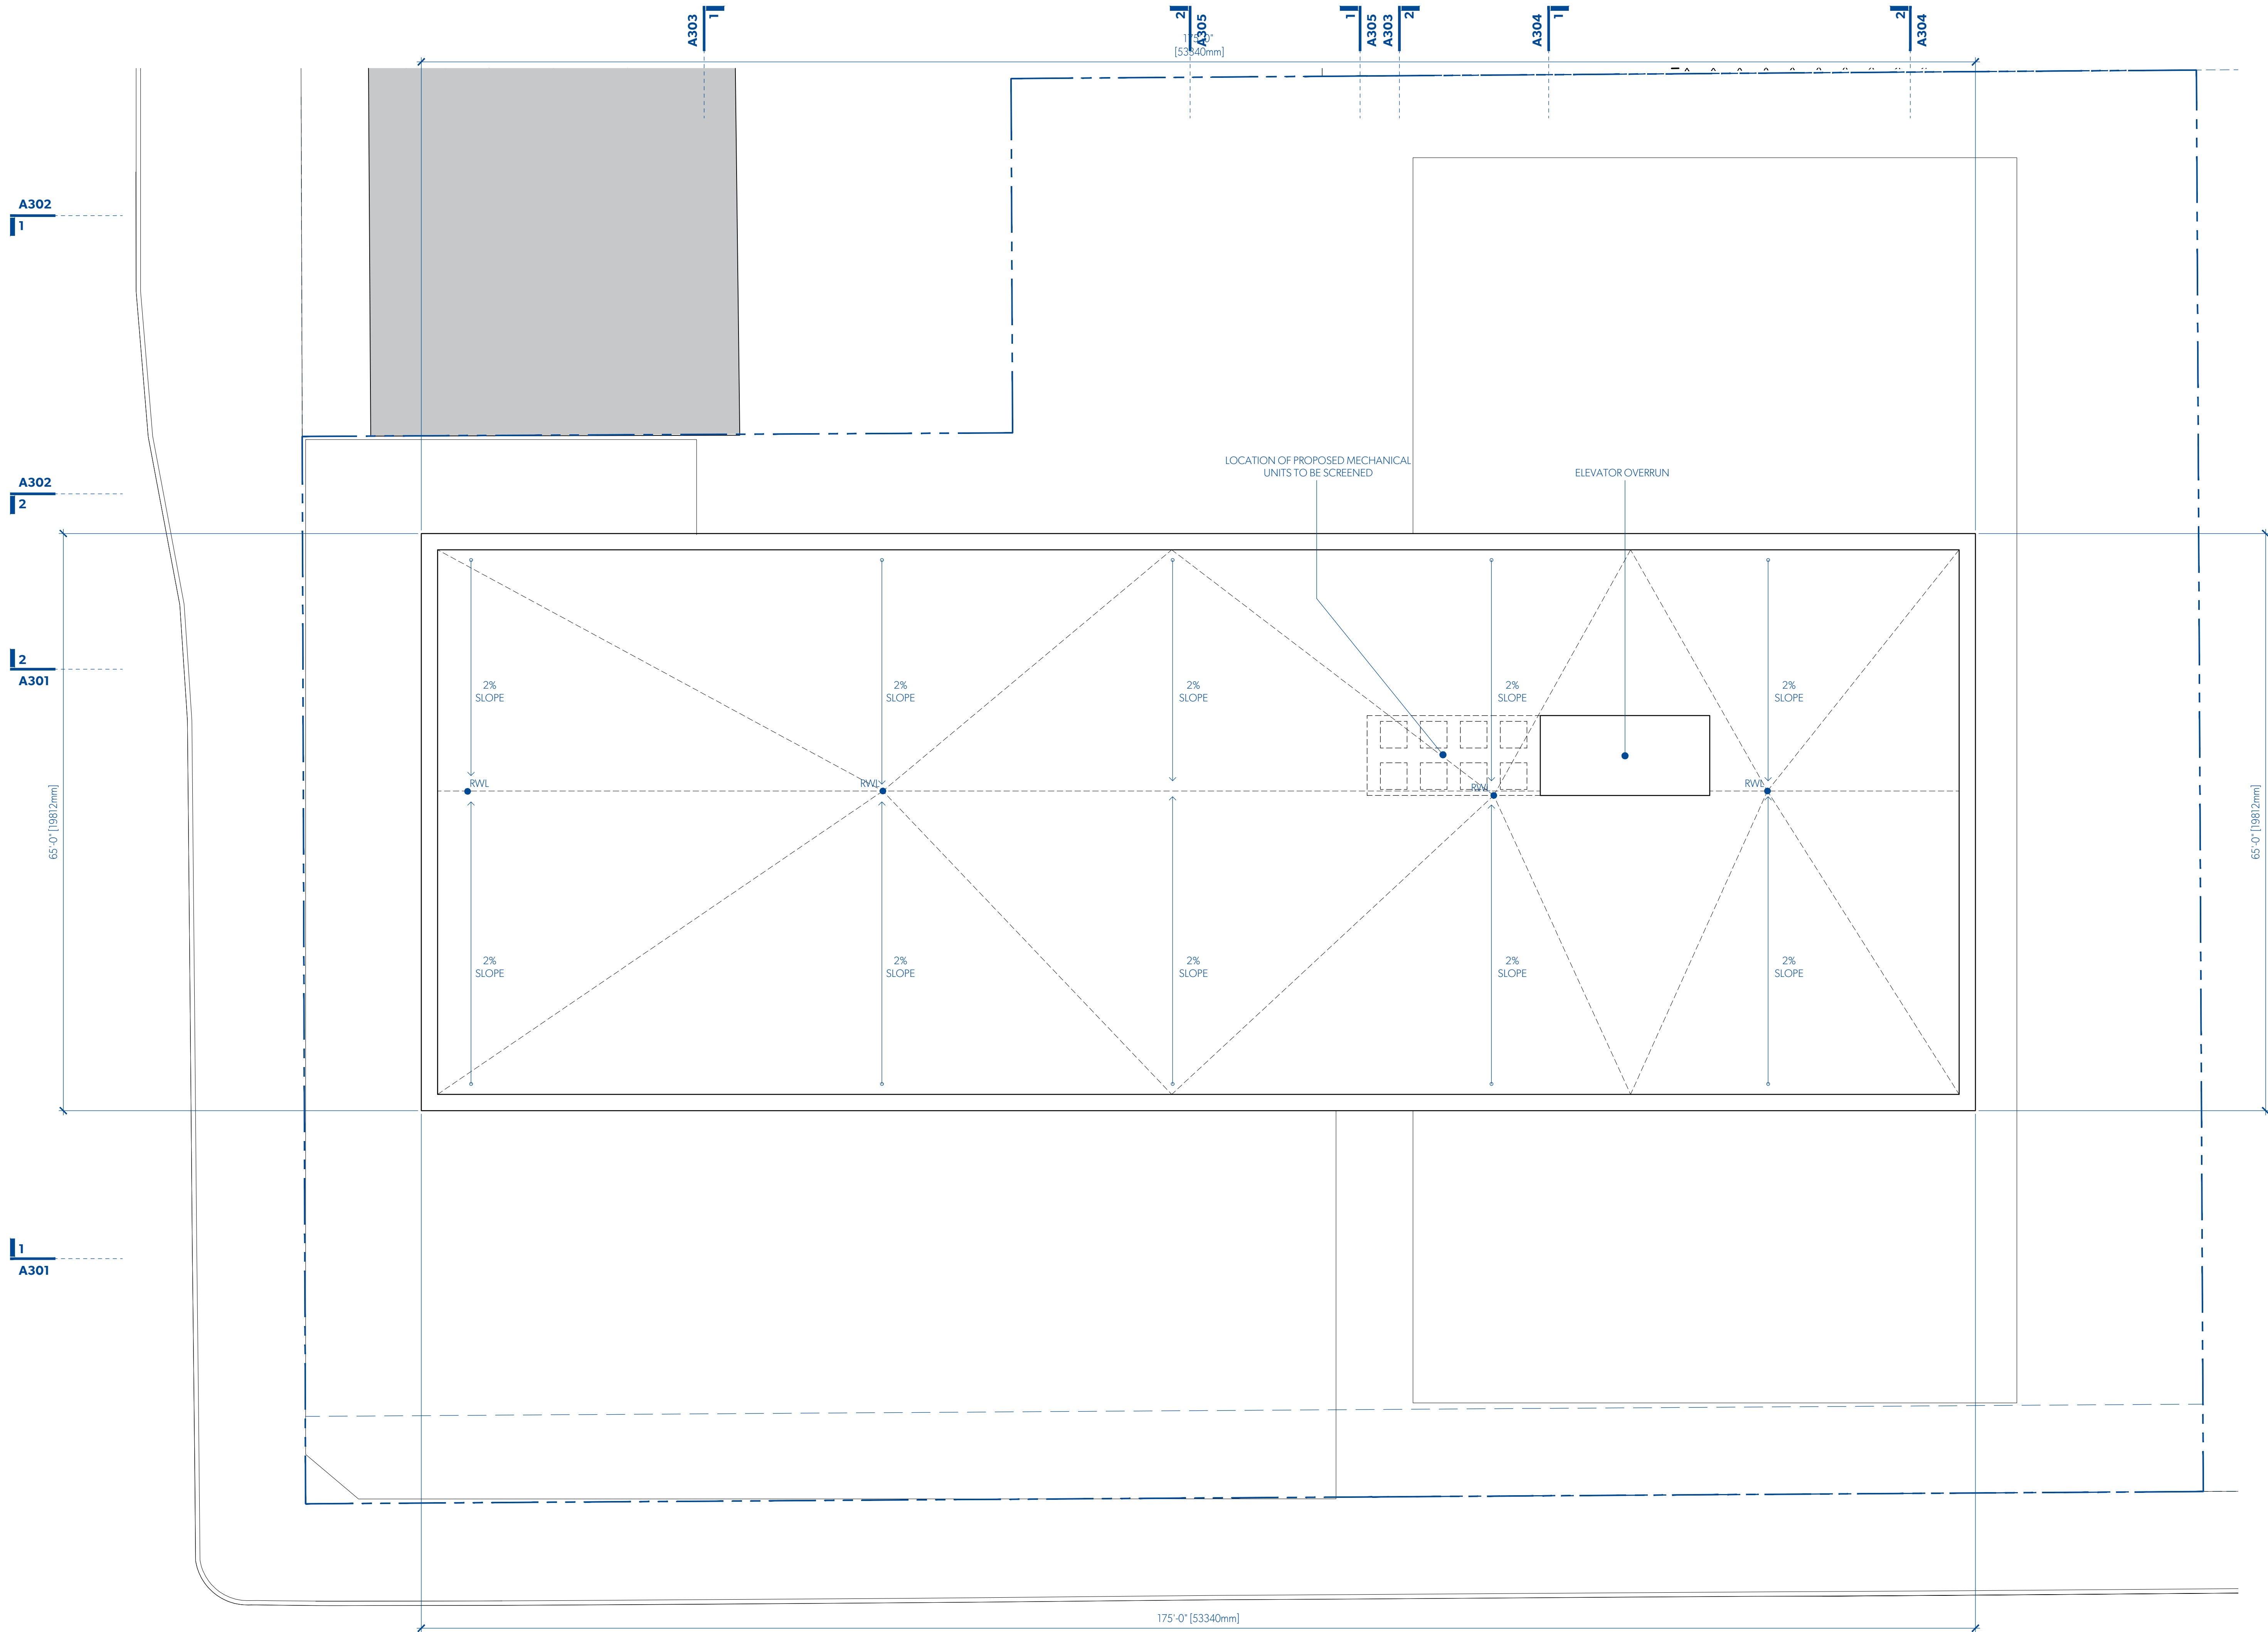 A303
1
2
A305
1
A305
A303
2
A304
1
2
A304
175'-0"
[53340mm]
A302
1
A302
2
LOCATION OF PROPOSED MECHANICAL
UNITS TO BE SCREENED
ELEVATOR OVERRUN
2
A301
2%
SLOPE
2%
SLOPE
2%
SLOPE
2%
SLOPE
2%
SLOPE
RWL
RWL
RWL
RWL
65'-0" [19812mm]
65'-0" [19812mm]
2%
SLOPE
2%
SLOPE
2%
SLOPE
2%
SLOPE
2%
SLOPE
1
A301
175'-0" [53340mm]